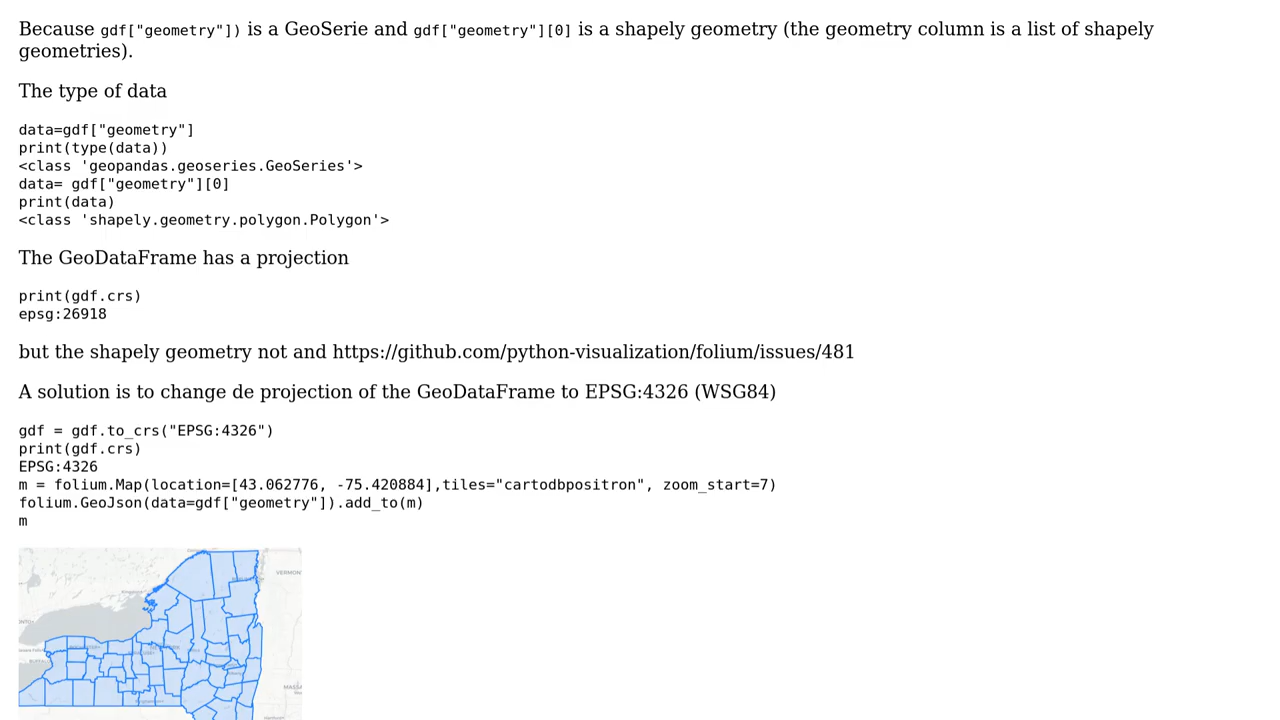 Because gdf["geometry"]) is a GeoSerie and gdf["geometry"][0] is a shapely geometry (the geometry column is a list of shapely
geometries).
The type of data
data=gdf["geometry"]
print(type(data))
<class 'geopandas.geoseries.GeoSeries'>
data= gdf["geometry"][0]
print(data)
<class 'shapely.geometry.polygon.Polygon'>
The GeoDataFrame has a projection
print(gdf.crs)
epsg:26918
but the shapely geometry not and https://github.com/python-visualization/folium/issues/481
A solution is to change de projection of the GeoDataFrame to EPSG:4326 (WSG84)
gdf = gdf.to_crs("EPSG:4326")
print(gdf.crs)
EPSG:4326
m = folium.Map(location=[43.062776, -75.420884],tiles="cartodbpositron", zoom_start=7)
folium.GeoJson(data=gdf["geometry"]).add_to(m)
m
VERMON
MASSA